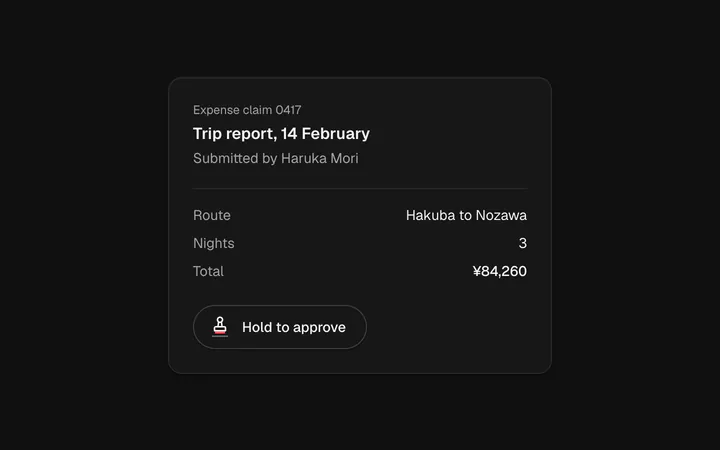 Expense claim 0417
Trip report, 14 February
Submitted by Haruka Mori
Route Hakuba to Nozawa
Nights 3
Total ¥84,260
Hold to approve